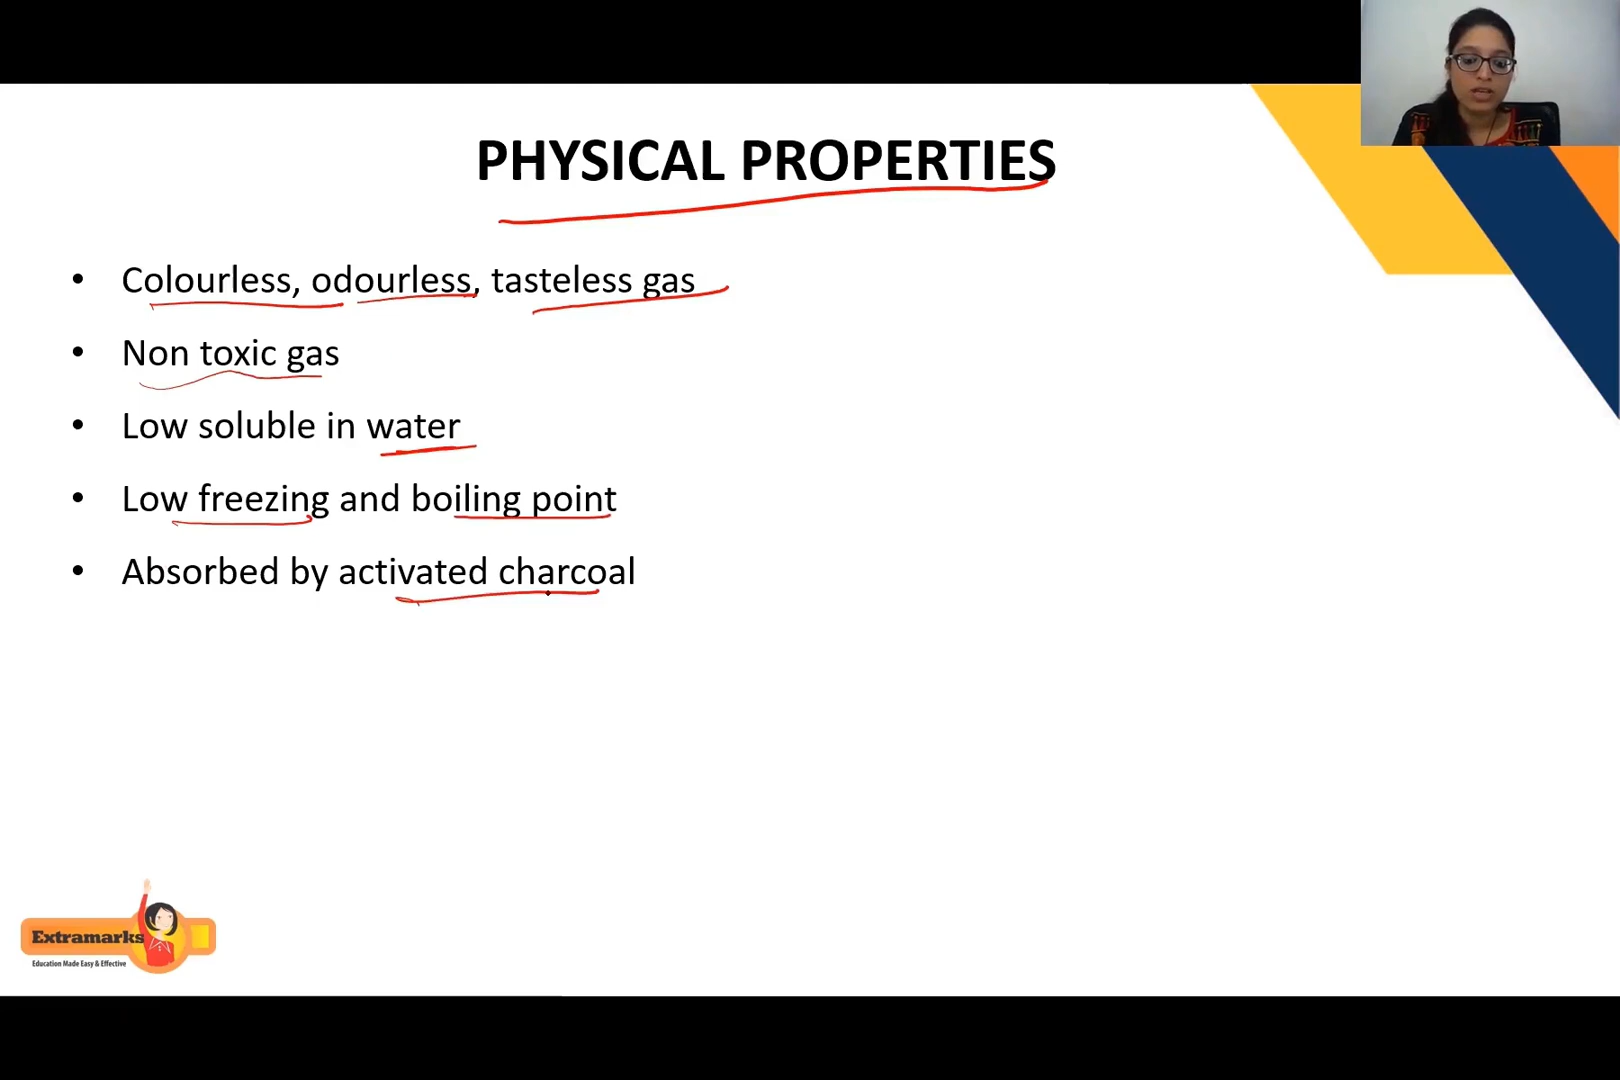 PHYSICAL PROPERTIES
• Colourless, odourless, tasteless gas
• Non toxic gas
• Low soluble in water
• Low freezing and boiling point
• Absorbed by activated charcoal
Extramarks
Education Made Easy & Effective